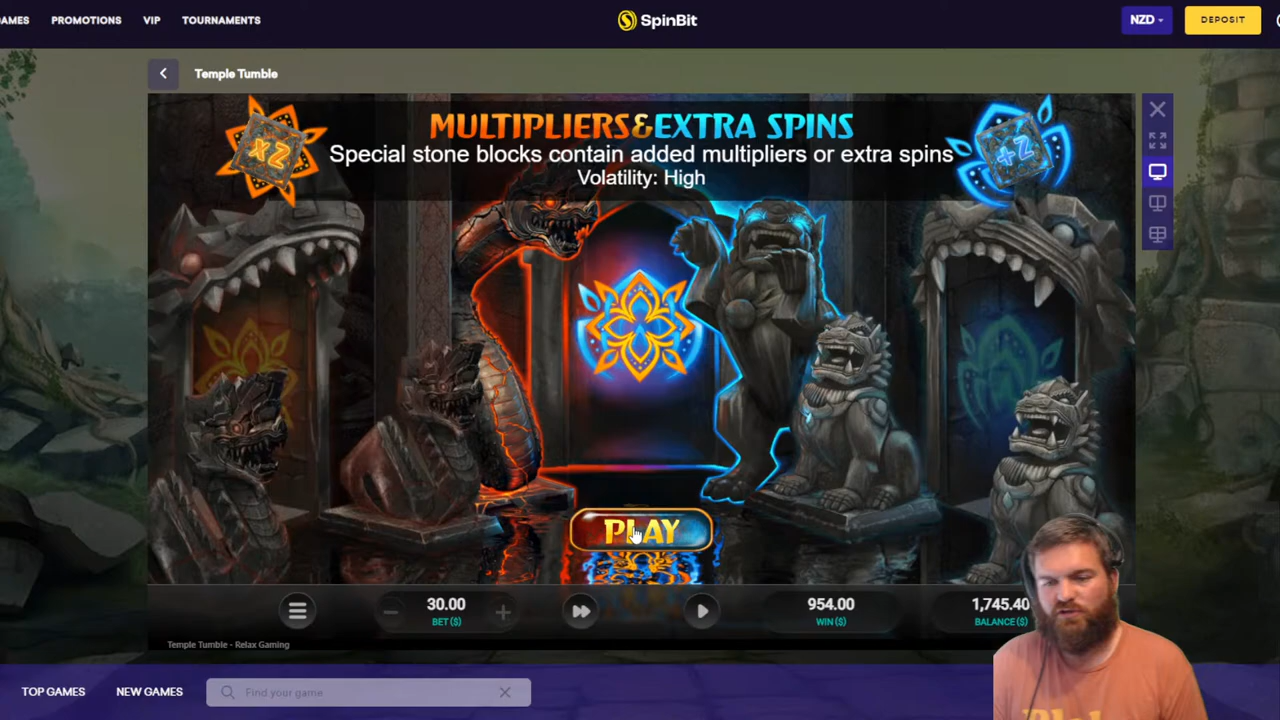 AMES PROMOTIONS VIP TOURNAMENTS SpinBit NZD DEPOSIT
Temple Tumble
MULTIPLIERS&EXTRA SPINS
Special stone blocks contain added multipliers or extra spins
Volatility: High
x2
+2
PLAY
30.00 954.00 1,745.40
BET($) WIN($) BALANCE($)
Temple Tumble - Relax Gaming
TOP GAMES NEW GAMES Find your game